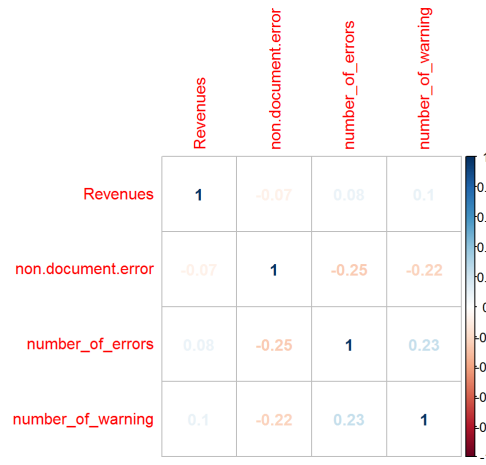 Revenues
non.document.error
number_of_errors
number_of_warning
Revenues 1 -0.07 0.08 0.1
non.document.error -0.07 1 -0.25 -0.22
number_of_errors 0.08 -0.25 1 0.23
number_of_warning 0.1 -0.22 0.23 1